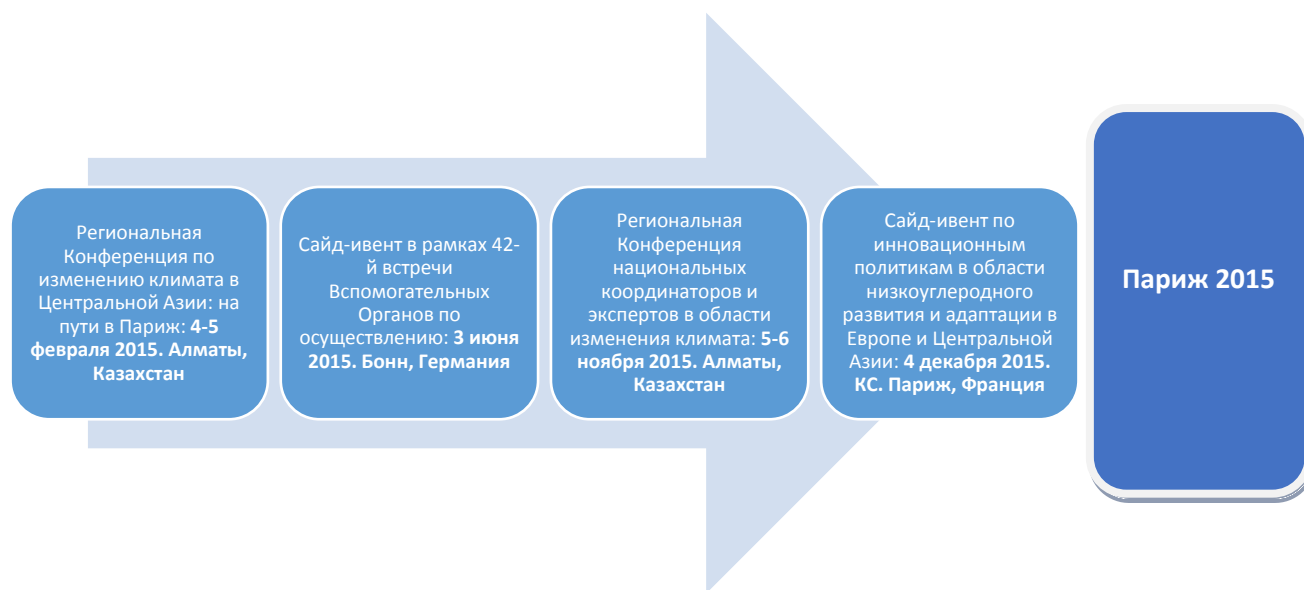 Региональная
Конференция по
изменению климата в
Центральной Азии: на
пути в Париж: 4-5
февраля 2015. Алматы,
Казахстан
Сайд-ивент в рамках 42-
й встречи
Вспомогательных
Органов по
осуществлению: 3 июня
2015. Бонн, Германия
Региональная
Конференция
национальных
координаторов и
экспертов в области
изменения климата: 5-6
ноября 2015. Алматы,
Казахстан
Сайд-ивент по
инновационным
политикам в области
низкоуглеродного
развития и адаптации в
Европе и Центральной
Азии: 4 декабря 2015.
КС. Париж, Франция
Париж 2015